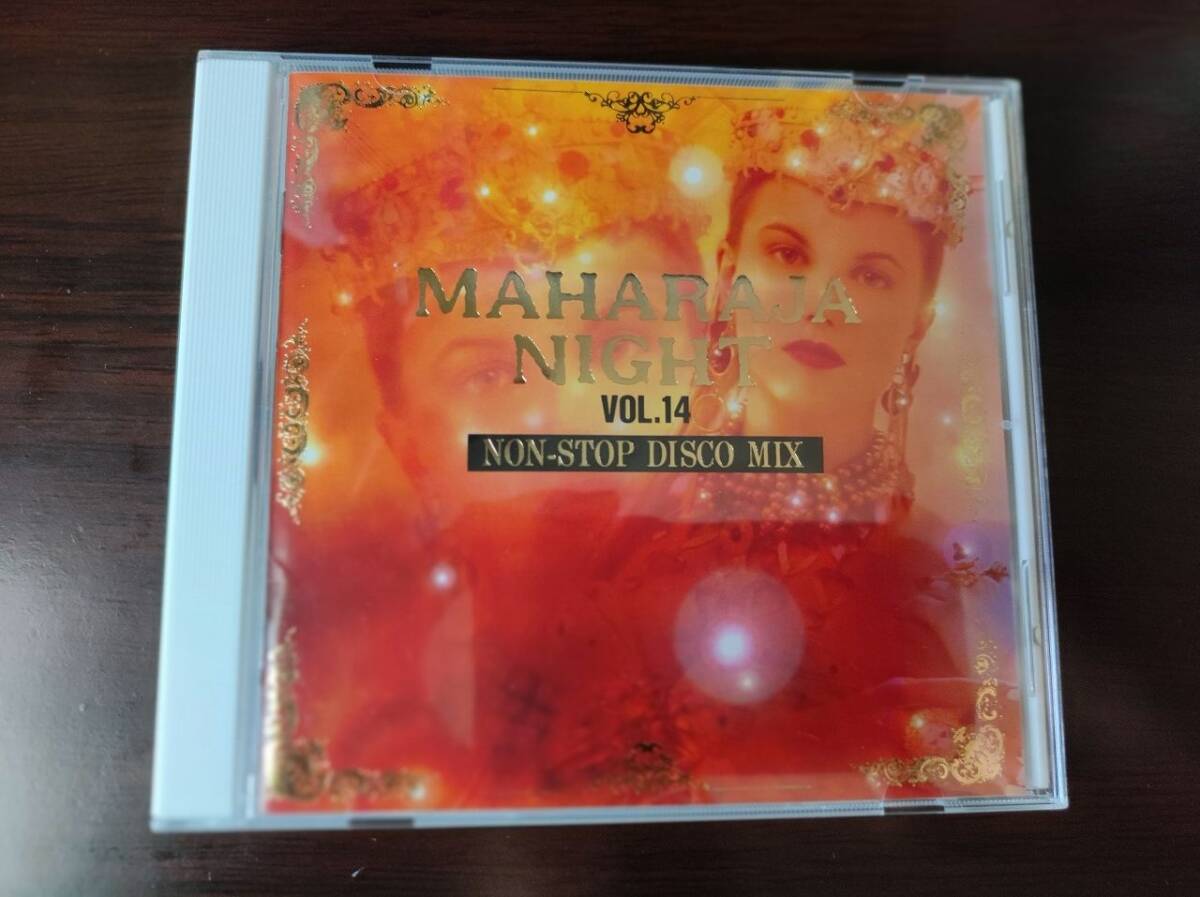 MAHARAJA
NIGHT
VOL.14
NON-STOP DISCO MIX